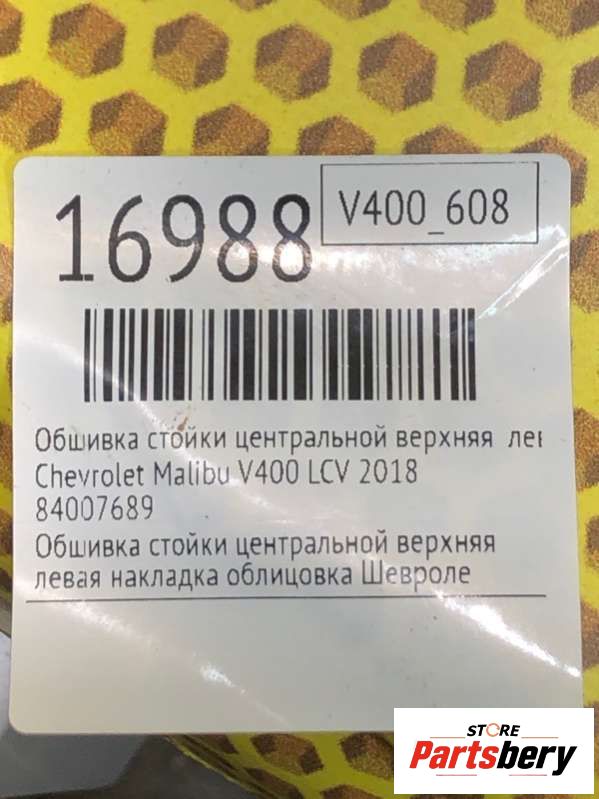 16988
V400_608
Обшивка стойки центральной верхняя
Chevrolet Malibu V400 LCV 2018
84007689
Обшивка стойки центральной верхняя
левая накладка облицовка Шевроле
STORE
Partsbery